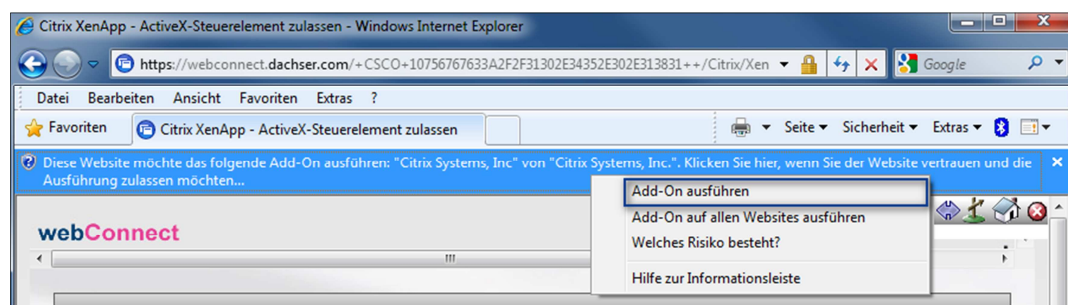 Citrix XenApp - ActiveX-Steuerelement zulassen - Windows Internet Explorer
https://webconnect.dachser.com/+CSCO+10756767633A2F2F31302E34352E302E313831++/Citrix/Xen
Google
Datei Bearbeiten Ansicht Favoriten Extras ?
Favoriten
Citrix XenApp - ActiveX-Steuerelement zulassen
Seite Sicherheit Extras
Diese Website möchte das folgende Add-On ausführen: "Citrix Systems, Inc" von "Citrix Systems, Inc.". Klicken Sie hier, wenn Sie der Website vertrauen und die
Ausführung zulassen möchten...
Add-On ausführen
Add-On auf allen Websites ausführen
Welches Risiko besteht?
Hilfe zur Informationsleiste
webConnect